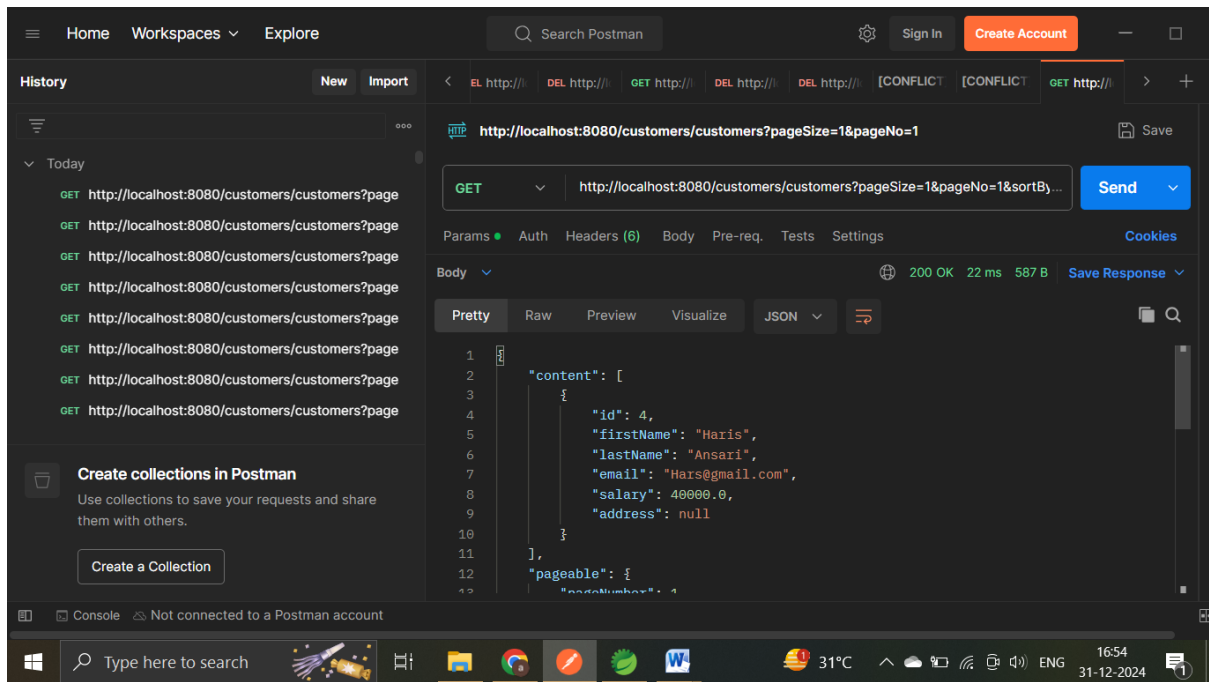 Home Workspaces Explore Search Postman Sign In Create Account
History New Import
EL http://l DEL http://l GET http://l DEL http://l DEL http://l [CONFLICT [CONFLICT GET http://l
HTTP http://localhost:8080/customers/customers?pageSize=1&pageNo=1 Save
Today
GET http://localhost:8080/customers/customers?page
GET http://localhost:8080/customers/customers?page
GET http://localhost:8080/customers/customers?page
GET http://localhost:8080/customers/customers?page
GET http://localhost:8080/customers/customers?page
GET http://localhost:8080/customers/customers?page
GET http://localhost:8080/customers/customers?page
GET http://localhost:8080/customers/customers?page
Create collections in Postman
Use collections to save your requests and share
them with others.
Create a Collection
GET http://localhost:8080/customers/customers?pageSize=1&pageNo=1&sortBy... Send
Params Auth Headers (6) Body Pre-req. Tests Settings Cookies
Body 200 OK 22 ms 587 B Save Response
Pretty Raw Preview Visualize JSON
1 {
2 "content": [
3 {
4 "id": 4,
5 "firstName": "Haris",
6 "lastName": "Ansari",
7 "email": "Hars@gmail.com",
8 "salary": 40000.0,
9 "address": null
10 }
11 ],
12 "pageable": {
13 "pageNumber": 1
Console Not connected to a Postman account
Type here to search 1 31°C ENG 16:54
31-12-2024 1